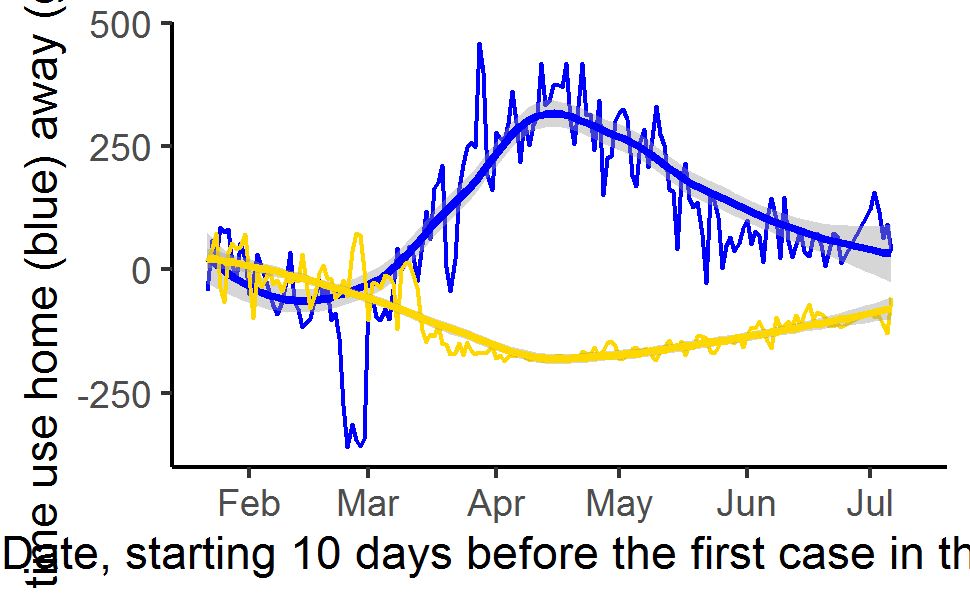 time use home (blue) away (
500
250
0
-250
Feb Mar Apr May Jun Jul
Date, starting 10 days before the first case in th